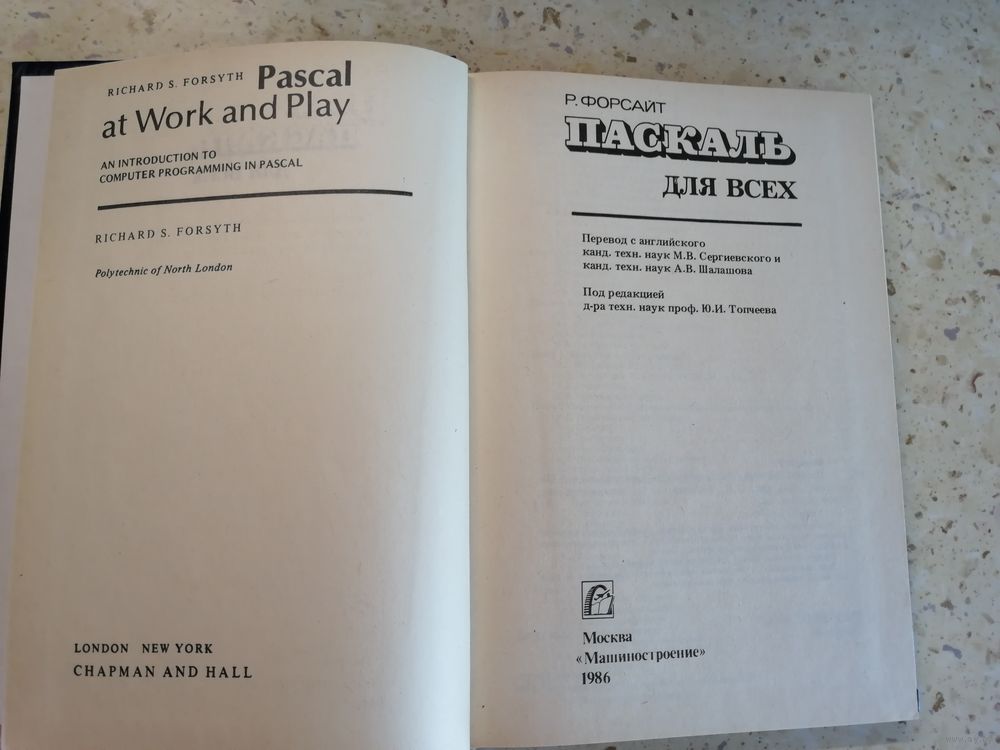 RICHARD S. FORSYTH Pascal
at Work and Play
AN INTRODUCTION TO
COMPUTER PROGRAMMING IN PASCAL
RICHARD S. FORSYTH
Polytechnic of North London
LONDON NEW YORK
CHAPMAN AND HALL
Р. ФОРСАЙТ
ПАСКАЛЬ
ДЛЯ ВСЕХ
Перевод с английского
канд. техн. наук М.В. Сергиевского и
канд. техн. наук А.В. Шалашова
Под редакцией
д-ра техн. наук проф. Ю.И. Топчеева
Москва
«Машиностроение»
1986